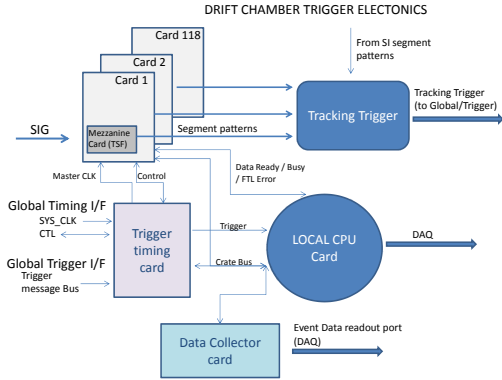 DRIFT CHAMBER TRIGGER ELECTONICS
Card 118
Card 2
Card 1
From SI segment
patterns
Tracking Trigger
Tracking Trigger
(to Global/Trigger)
SIG
Mezzanine
Card (TSF)
Segment patterns
Master CLK
Control
Data Ready / Busy
/ FTL Error
Global Timing I/F
SYS_CLK
CTL
Trigger
timing
card
Trigger
LOCAL CPU
Card
DAQ
Global Trigger I/F
Trigger
message Bus
Crate Bus
Data Collector
card
Event Data readout port
(DAQ)